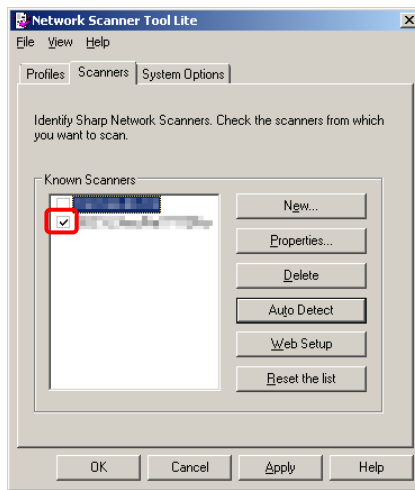 Network Scanner Tool Lite
File View Help
Profiles Scanners System Options
Identify Sharp Network Scanners. Check the scanners from which
you want to scan.
Known Scanners
New...
Properties...
Delete
Auto Detect
Web Setup
Reset the list
OK Cancel Apply Help